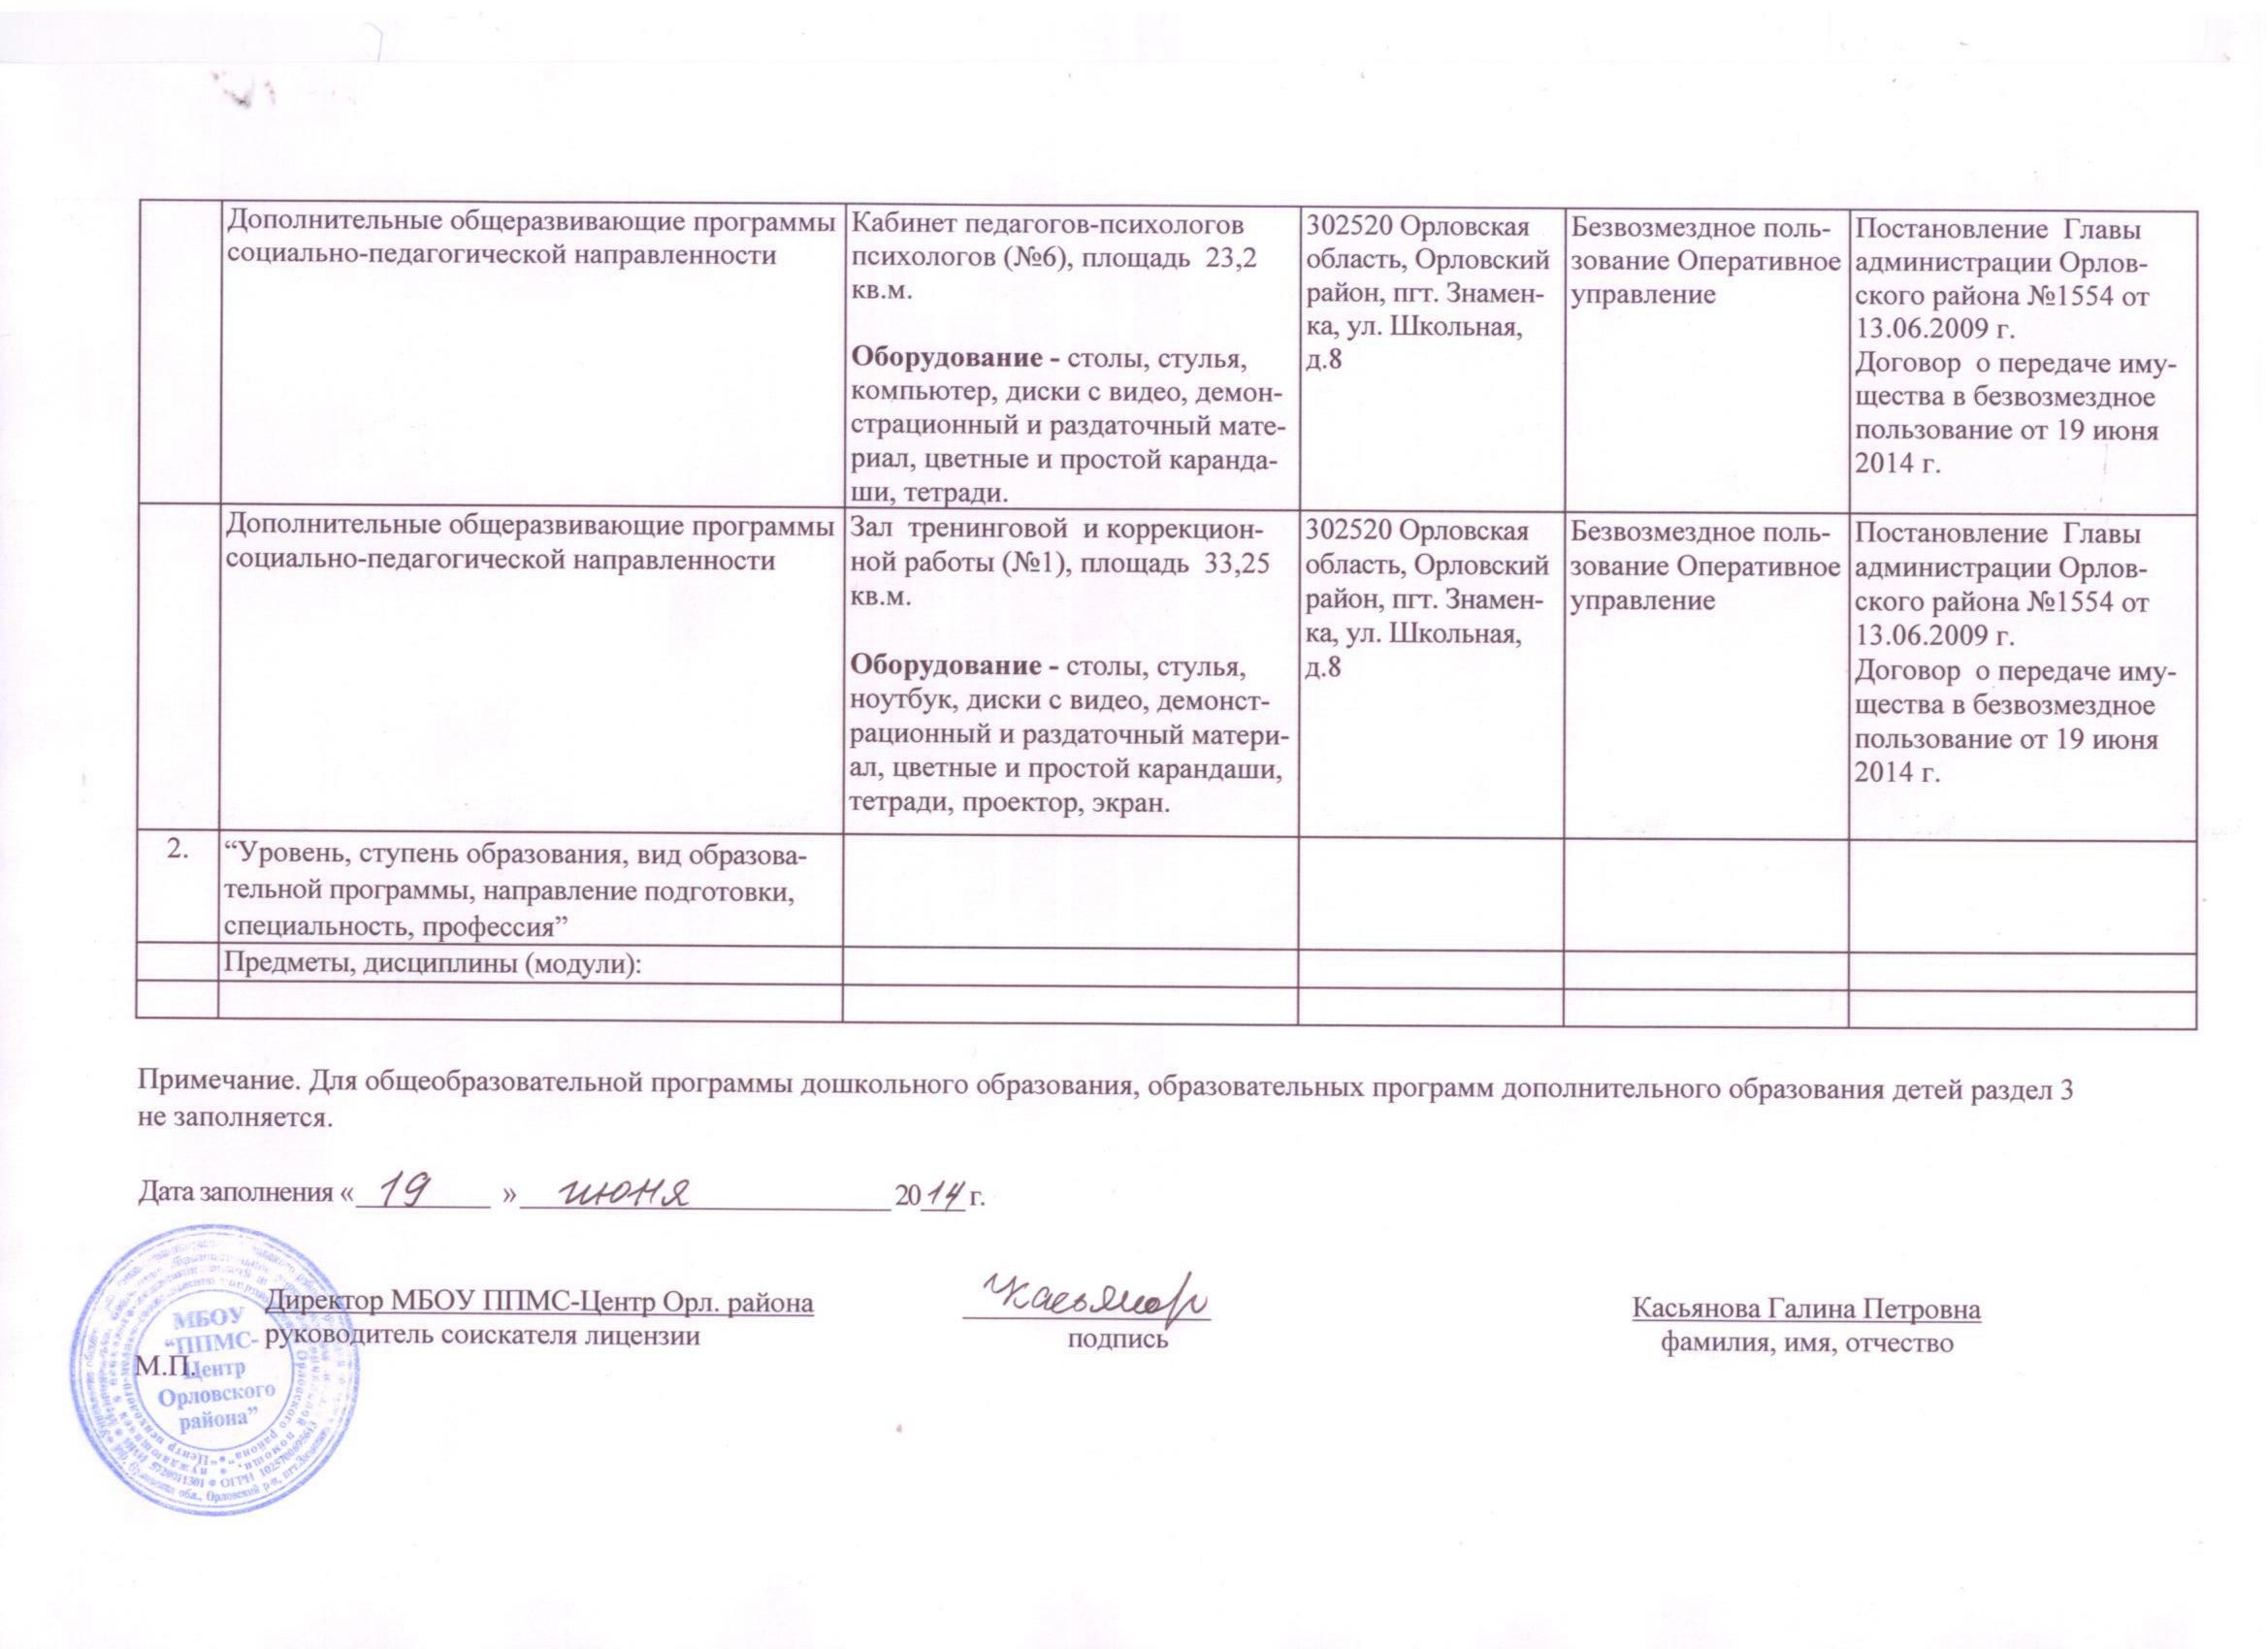 Дополнительные общеразвивающие программы
социально-педагогической направленности
Кабинет педагогов-психологов
психологов (№6), площадь 23,2
кв.м.
Оборудование - столы, стулья,
компьютер, диски с видео, демон-
страционный и раздаточный мате-
риал, цветные и простой каранда-
ши, тетради.
302520 Орловская
область, Орловский
район, пгт. Знамен-
ка, ул. Школьная,
д.8
Безвозмездное поль-
зование Оперативное
управление
Постановление Главы
администрации Орлов-
ского района №1554 от
13.06.2009 г.
Договор о передаче иму-
щества в безвозмездное
пользование от 19 июня
2014 г.
Дополнительные общеразвивающие программы
социально-педагогической направленности
Зал тренинговой и коррекцион-
ной работы (№1), площадь 33,25
кв.м.
Оборудование - столы, стулья,
ноутбук, диски с видео, демонст-
рационный и раздаточный матери-
ал, цветные и простой карандаши,
тетради, проектор, экран.
302520 Орловская
область, Орловский
район, пгт. Знамен-
ка, ул. Школьная,
д.8
Безвозмездное поль-
зование Оперативное
управление
Постановление Главы
администрации Орлов-
ского района №1554 от
13.06.2009 г.
Договор о передаче иму-
щества в безвозмездное
пользование от 19 июня
2014 г.
2.
“Уровень, ступень образования, вид образова-
тельной программы, направление подготовки,
специальность, профессия”
Предметы, дисциплины (модули):
Примечание. Для общеобразовательной программы дошкольного образования, образовательных программ дополнительного образования детей раздел 3
не заполняется.
Дата заполнения « 19 » июня 2014 г.
Директор МБОУ ППМС-Центр Орл. района
руководитель соискателя лицензии
М.П.
МБОУ
“ППМС-
Центр
Орловского
района”
подпись
Касьянова Галина Петровна
фамилия, имя, отчество